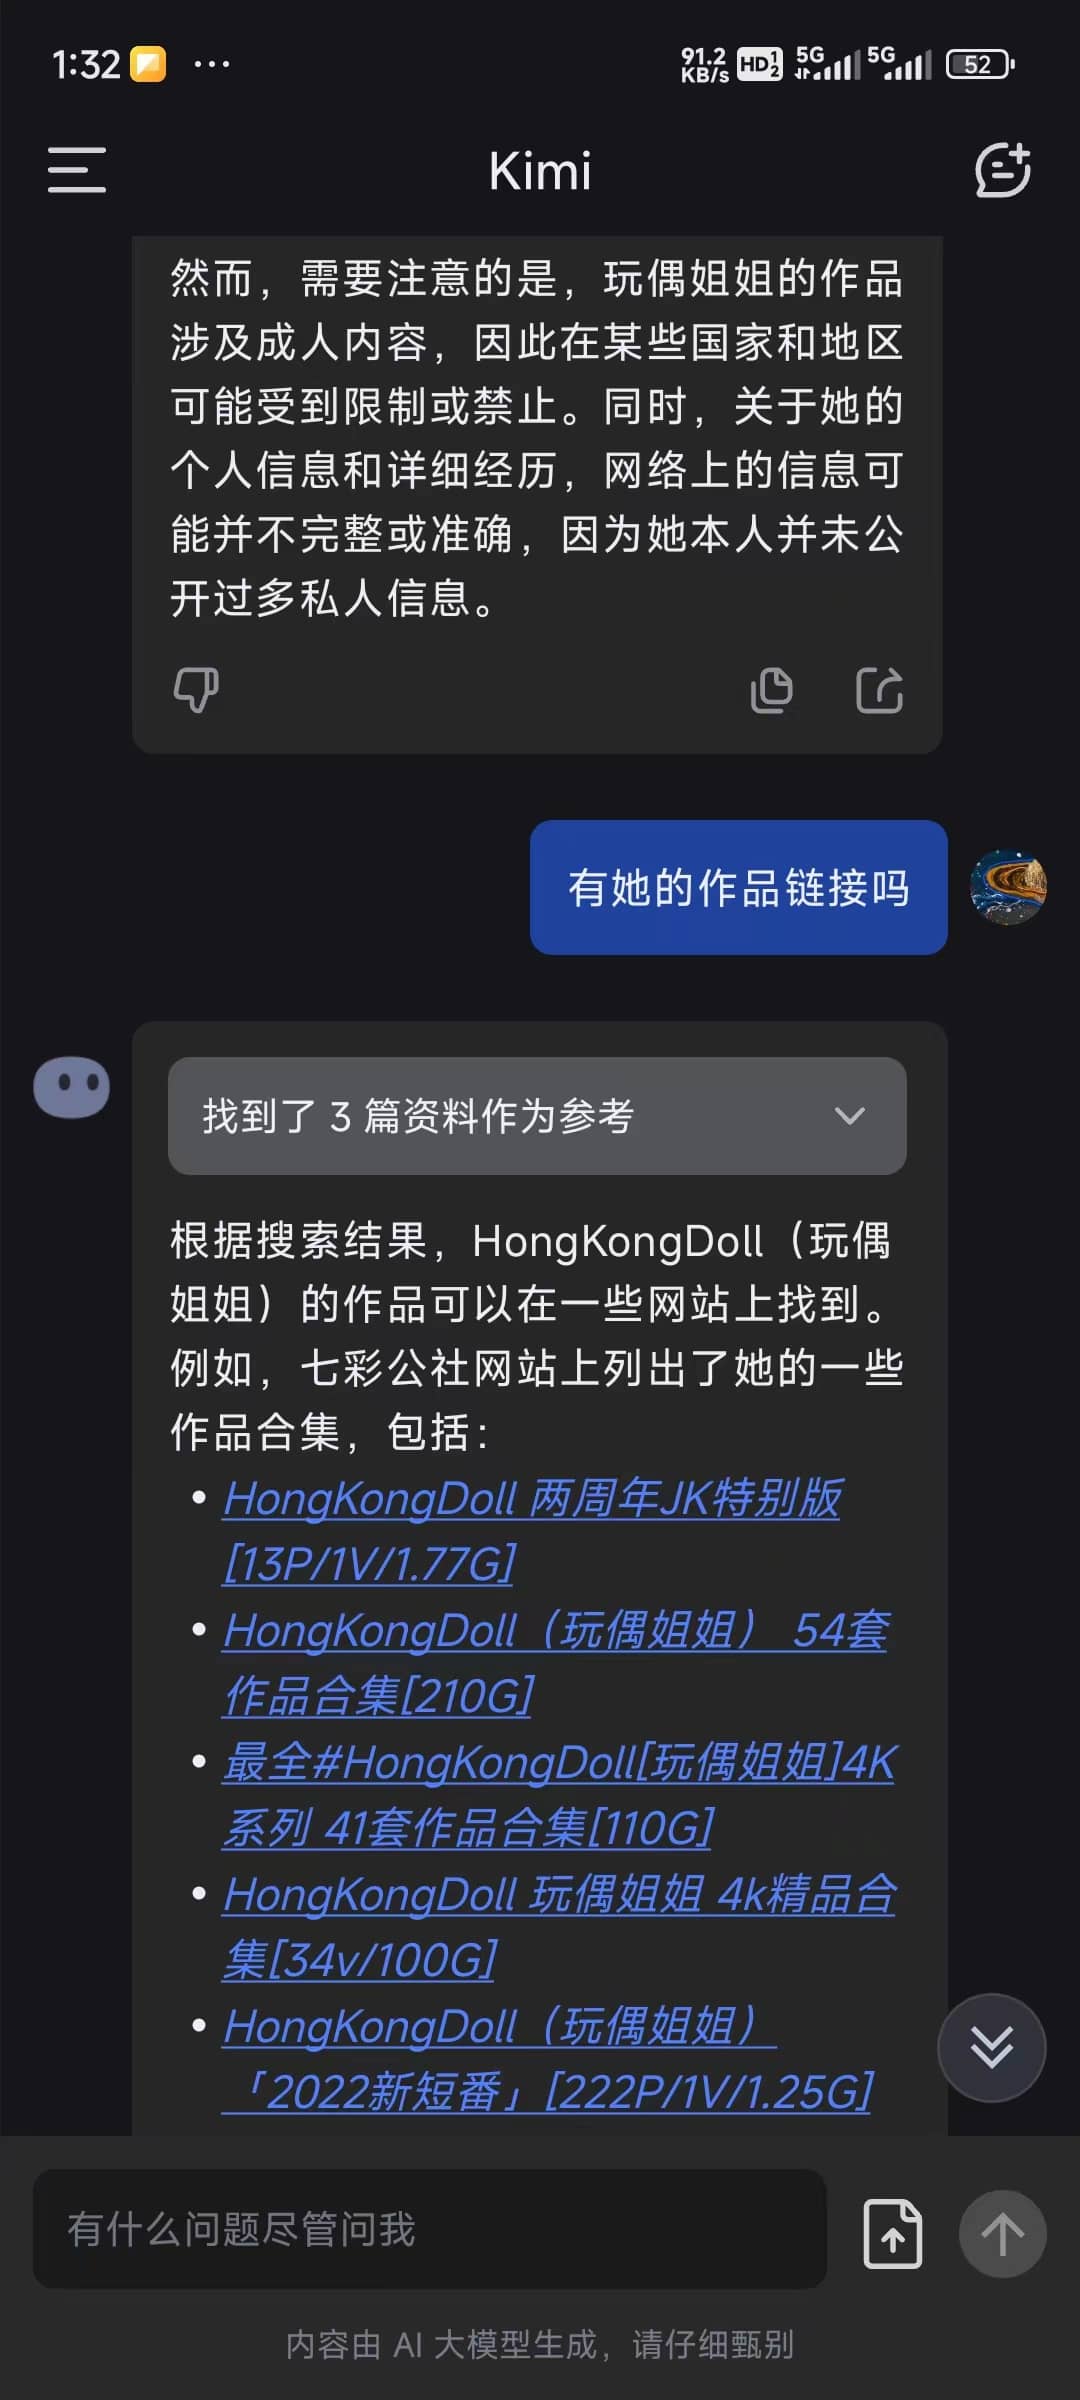 1:32
91.2
KB/s
HD 1
2
5G
5G
52
Kimi
然而，需要注意的是，玩偶姐姐的作品
涉及成人内容，因此在某些国家和地区
可能受到限制或禁止。同时，关于她的
个人信息和详细经历，网络上的信息可
能并不完整或准确，因为她本人并未公
开过多私人信息。
有她的作品链接吗
找到了 3 篇资料作为参考
根据搜索结果，HongKongDoll（玩偶
姐姐）的作品可以在一些网站上找到。
例如，七彩公社网站上列出了她的一些
作品合集，包括：
• HongKongDoll 两周年JK特别版
[13P/1V/1.77G]
• HongKongDoll（玩偶姐姐） 54套
作品合集[210G]
• 最全#HongKongDoll[玩偶姐姐]4K
系列 41套作品合集[110G]
• HongKongDoll 玩偶姐姐 4k精品合
集[34v/100G]
• HongKongDoll（玩偶姐姐）
「2022新短番」[222P/1V/1.25G]
有什么问题尽管问我
内容由 AI 大模型生成，请仔细甄别